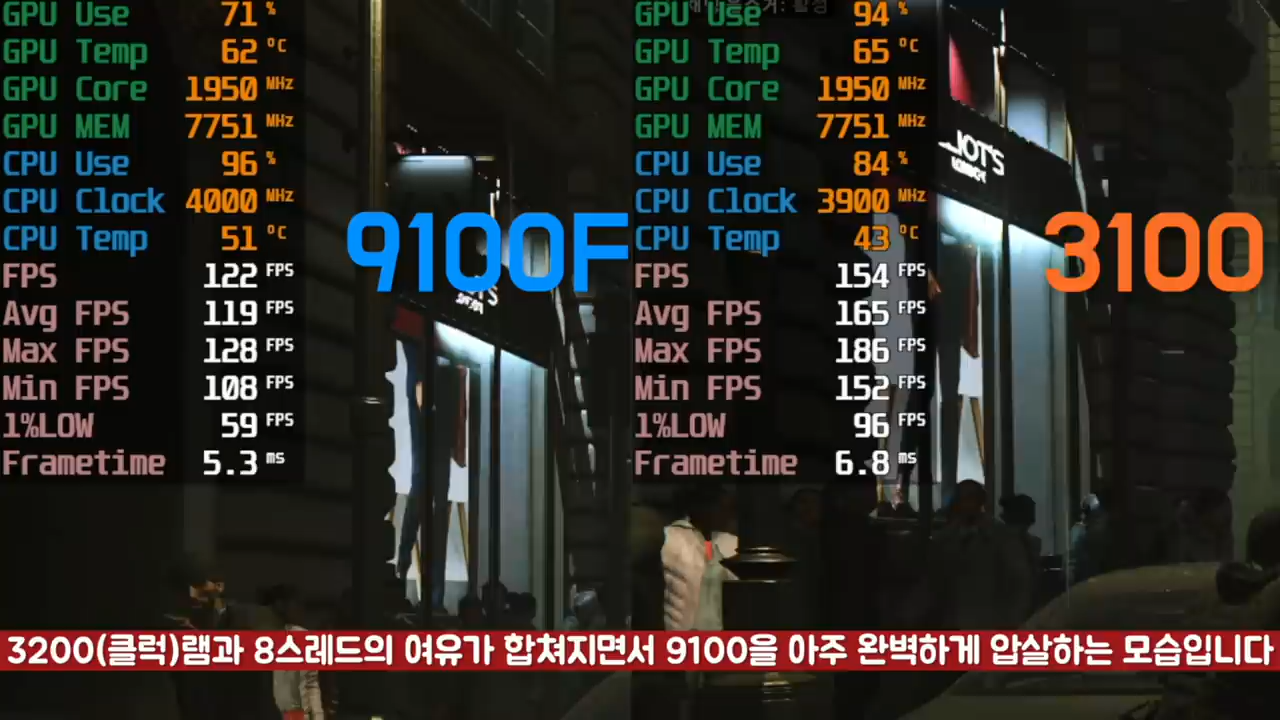 GPU Use 71 %
GPU Temp 62 °C
GPU Core 1950 MHz
GPU MEM 7751 MHz
CPU Use 96 %
CPU Clock 4000 MHz
CPU Temp 51 °C
FPS 122 FPS
Avg FPS 119 FPS
Max FPS 128 FPS
Min FPS 108 FPS
1%LOW 59 FPS
Frametime 5.3 ms
9100F
GPU Use 94 %
GPU Temp 65 °C
GPU Core 1950 MHz
GPU MEM 7751 MHz
CPU Use 84 %
CPU Clock 3900 MHz
CPU Temp 43 °C
FPS 154 FPS
Avg FPS 165 FPS
Max FPS 186 FPS
Min FPS 152 FPS
1%LOW 96 FPS
Frametime 6.8 ms
3100
3200(클럭)램과 8스레드의 여유가 합쳐지면서 9100을 아주 완벽하게 압살하는 모습입니다